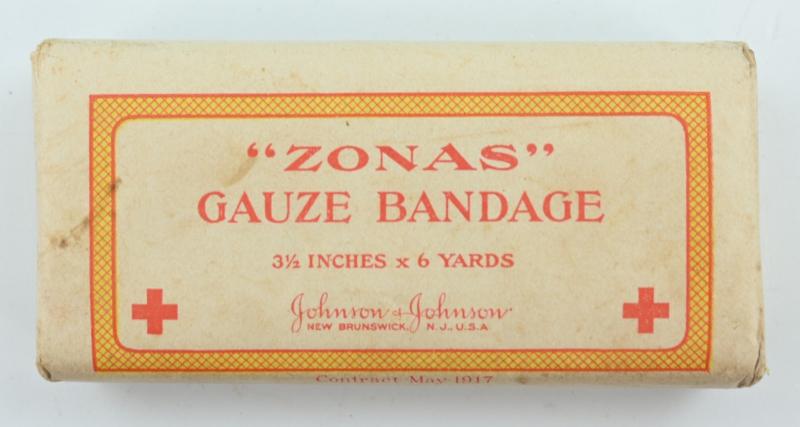 "ZONAS"
GAUZE BANDAGE
3½ INCHES x 6 YARDS
Johnson & Johnson
NEW BRUNSWICK, N. J., U.S.A
Contract May 1917